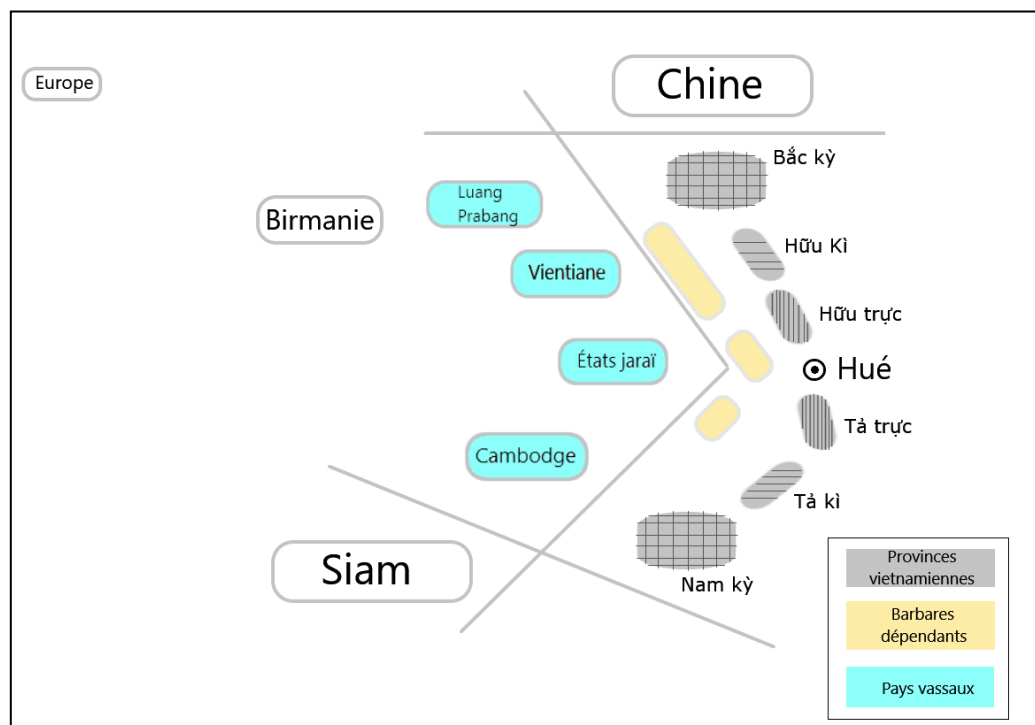 Europe
Chine
Bắc kỳ
Luang
Prabang
Birmanie
Hữu Kì
Vientiane
Hữu trực
États jaraï
Hué
Tả trực
Cambodge
Tả kì
Siam
Nam kỳ
Provinces
vietnamiennes
Barbares
dépendants
Pays vassaux